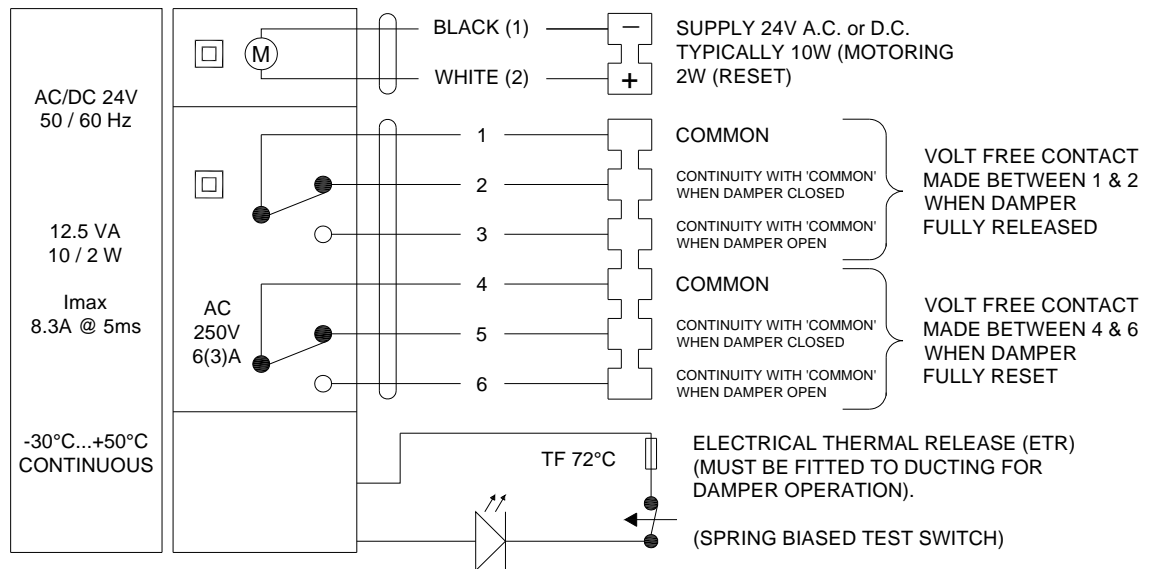 AC/DC 24V
50 / 60 Hz
12.5 VA
10 / 2 W
Imax
8.3A @ 5ms
-30°C...+50°C
CONTINUOUS
M
BLACK (1)
WHITE (2)
–
+
SUPPLY 24V A.C. or D.C.
TYPICALLY 10W (MOTORING
2W (RESET)
AC
250V
6(3)A
1
COMMON
2
CONTINUITY WITH 'COMMON'
WHEN DAMPER CLOSED
3
CONTINUITY WITH 'COMMON'
WHEN DAMPER OPEN
VOLT FREE CONTACT
MADE BETWEEN 1 & 2
WHEN DAMPER
FULLY RELEASED
4
COMMON
5
CONTINUITY WITH 'COMMON'
WHEN DAMPER CLOSED
6
CONTINUITY WITH 'COMMON'
WHEN DAMPER OPEN
VOLT FREE CONTACT
MADE BETWEEN 4 & 6
WHEN DAMPER
FULLY RESET
TF 72°C
ELECTRICAL THERMAL RELEASE (ETR)
(MUST BE FITTED TO DUCTING FOR
DAMPER OPERATION).
(SPRING BIASED TEST SWITCH)